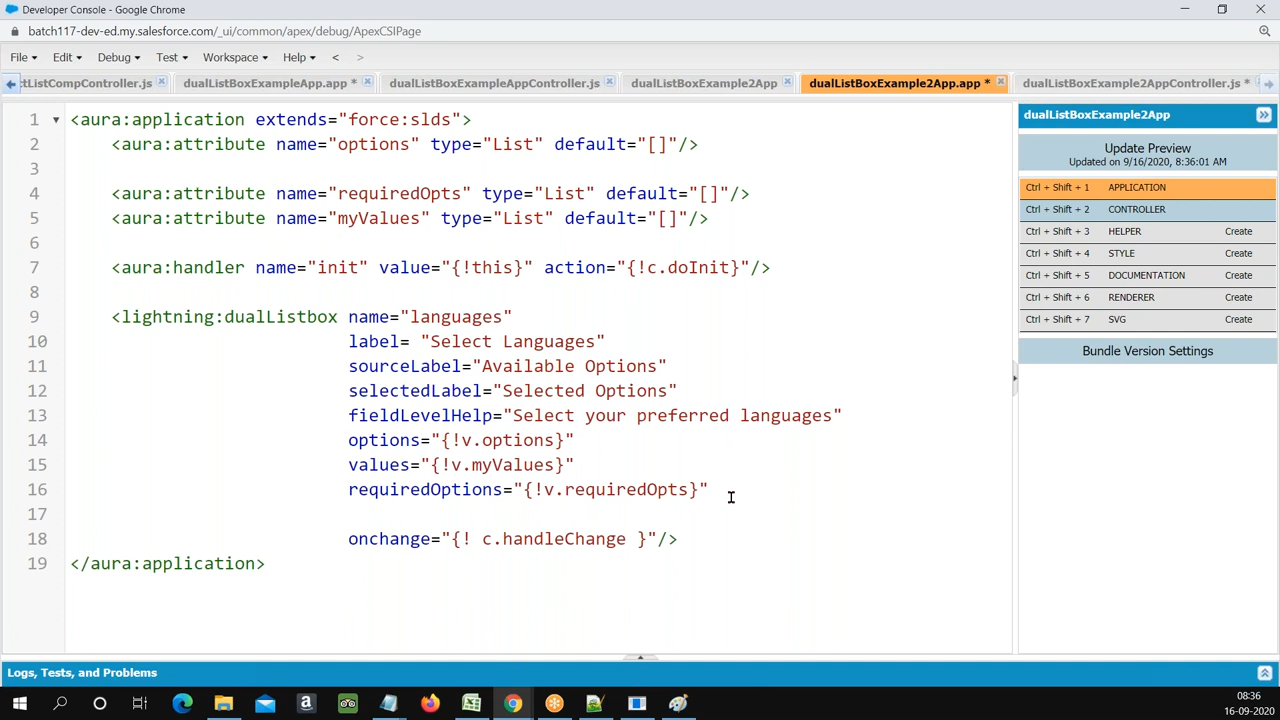 Developer Console - Google Chrome
batch117-dev-ed.my.salesforce.com/_ui/common/apex/debug/ApexCSIPage
File Edit Debug Test Workspace Help < >
tListCompController.js dualListBoxExampleApp.app * dualListBoxExampleAppController.js dualListBoxExample2App dualListBoxExample2App.app * dualListBoxExample2AppController.js *
1 <aura:application extends="force:slds">
2 <aura:attribute name="options" type="List" default="[]"/>
3
4 <aura:attribute name="requiredOpts" type="List" default="[]"/>
5 <aura:attribute name="myValues" type="List" default="[]"/>
6
7 <aura:handler name="init" value="{!this}" action="{!c.doInit}"/>
8
9 <lightning:dualListbox name="languages"
10 label= "Select Languages"
11 sourceLabel="Available Options"
12 selectedLabel="Selected Options"
13 fieldLevelHelp="Select your preferred languages"
14 options="{!v.options}"
15 values="{!v.myValues}"
16 requiredOptions="{!v.requiredOpts}"
17
18 onchange="{! c.handleChange }"/>
19 </aura:application>
dualListBoxExample2App
Update Preview
Updated on 9/16/2020, 8:36:01 AM
Ctrl + Shift + 1 APPLICATION
Ctrl + Shift + 2 CONTROLLER
Ctrl + Shift + 3 HELPER Create
Ctrl + Shift + 4 STYLE Create
Ctrl + Shift + 5 DOCUMENTATION Create
Ctrl + Shift + 6 RENDERER Create
Ctrl + Shift + 7 SVG Create
Bundle Version Settings
Logs, Tests, and Problems
08:36
16-09-2020